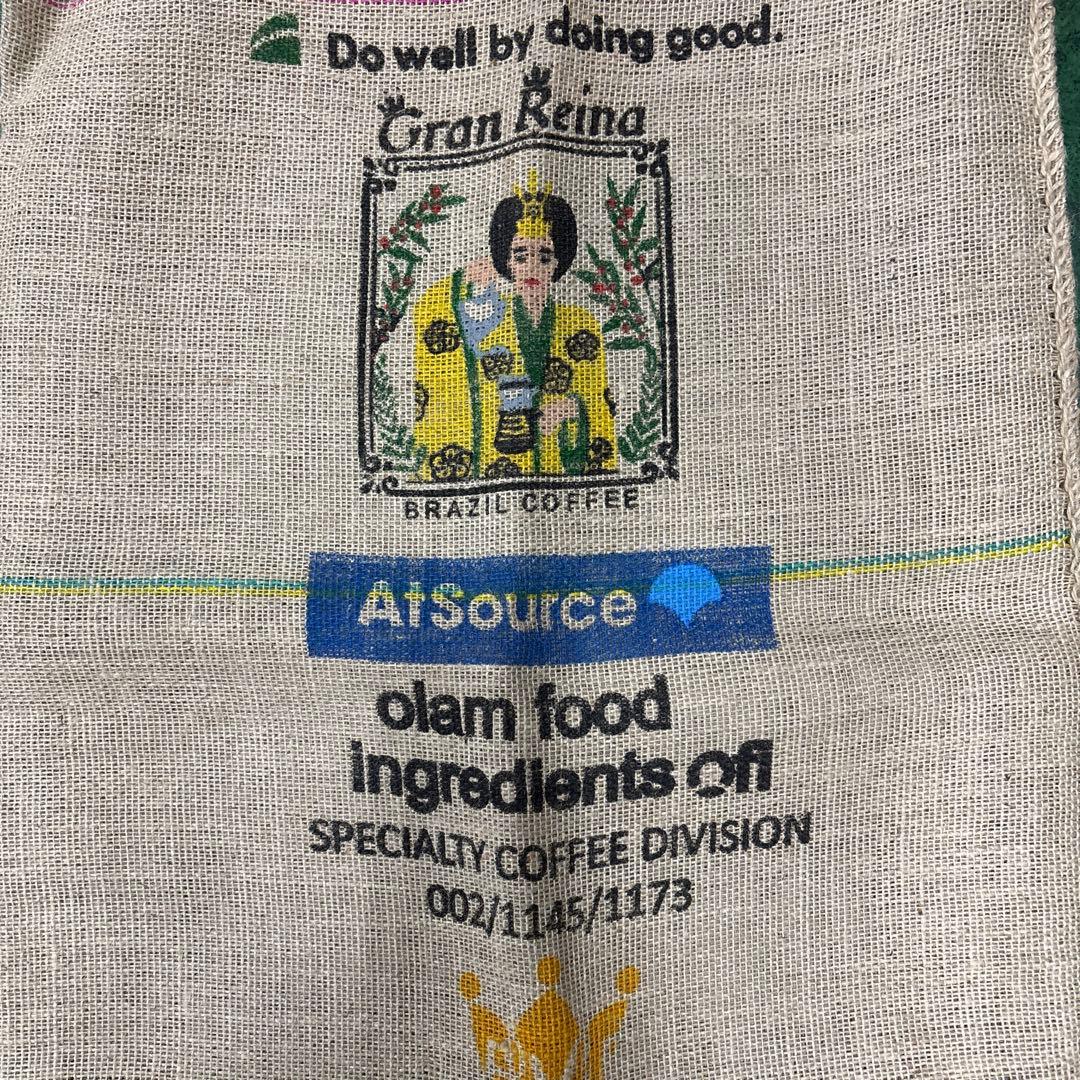 Do well by doing good.
Gran Reina
BRAZIL COFFEE
AtSource
olam food
ingredients ofi
SPECIALTY COFFEE DIVISION
002/1145/1173